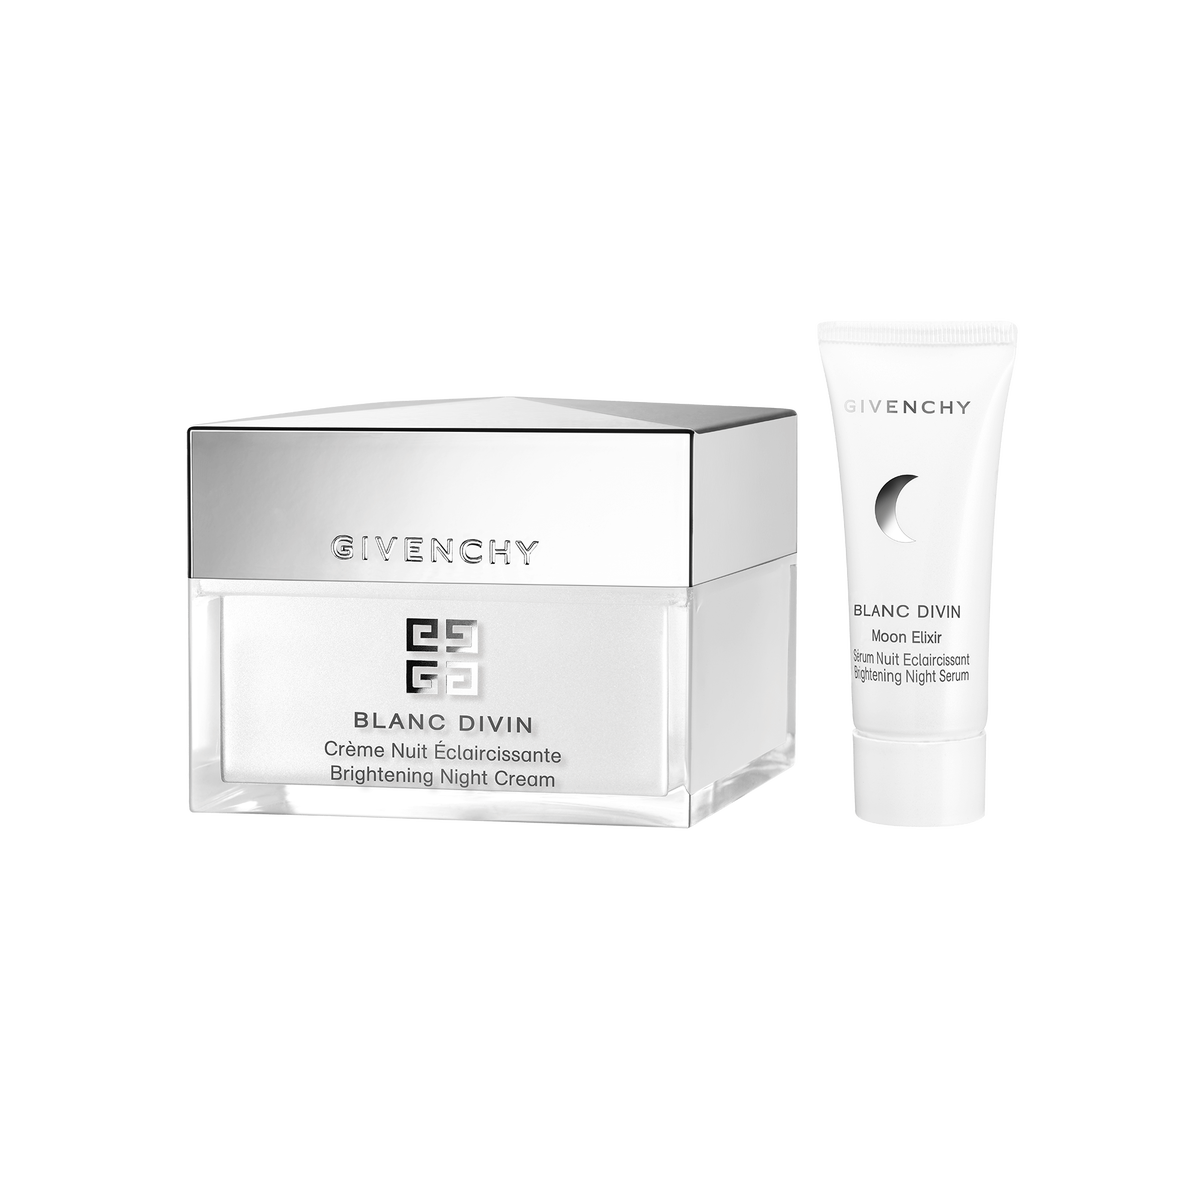 GIVENCHY
BLANC DIVIN
Crème Nuit Éclaircissante
Brightening Night Cream
GIVENCHY
BLANC DIVIN
Moon Elixir
Sérum Nuit Eclaircissant
Brightening Night Serum